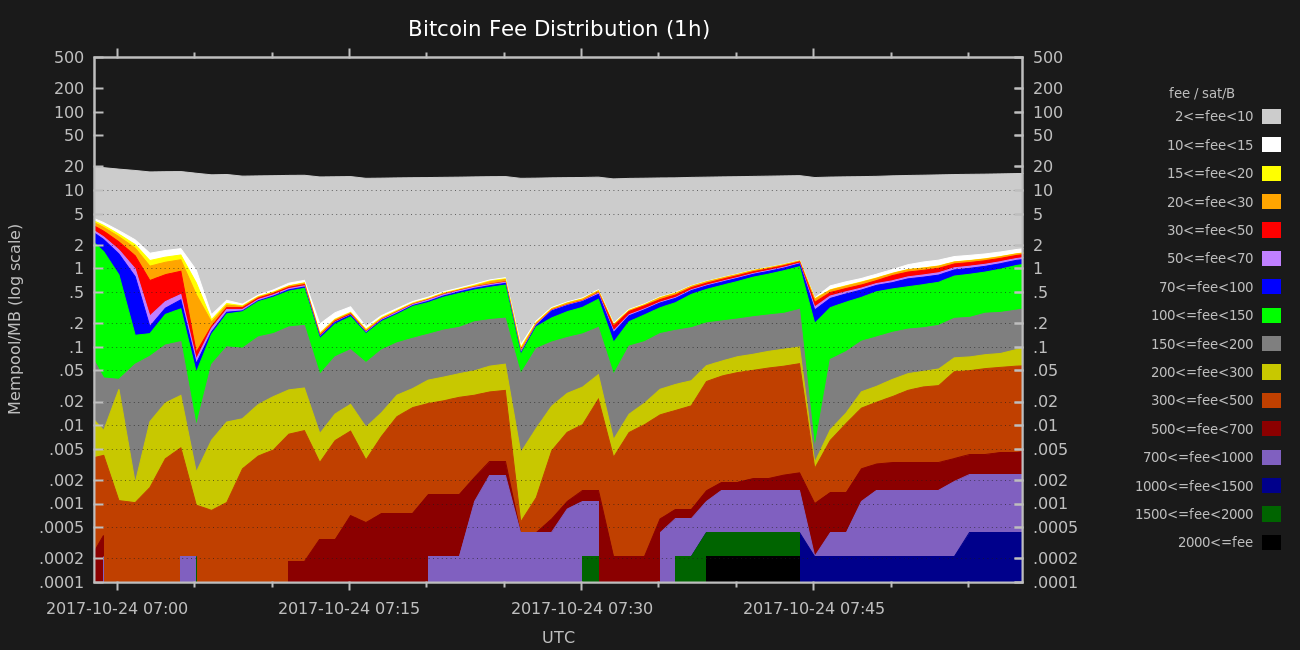 Bitcoin Fee Distribution (1h)
500 500
200 200
100 100
50 50
20 20
10 10
5 5
2 2
1 1
.5 .5
.2 .2
.1 .1
.05 .05
.02 .02
.01 .01
.005 .005
.002 .002
.001 .001
.0005 .0005
.0002 .0002
.0001 .0001
Mempool/MB (log scale)
2017-10-24 07:00 2017-10-24 07:15 2017-10-24 07:30 2017-10-24 07:45
UTC
fee / sat/B
2<=fee<10
10<=fee<15
15<=fee<20
20<=fee<30
30<=fee<50
50<=fee<70
70<=fee<100
100<=fee<150
150<=fee<200
200<=fee<300
300<=fee<500
500<=fee<700
700<=fee<1000
1000<=fee<1500
1500<=fee<2000
2000<=fee